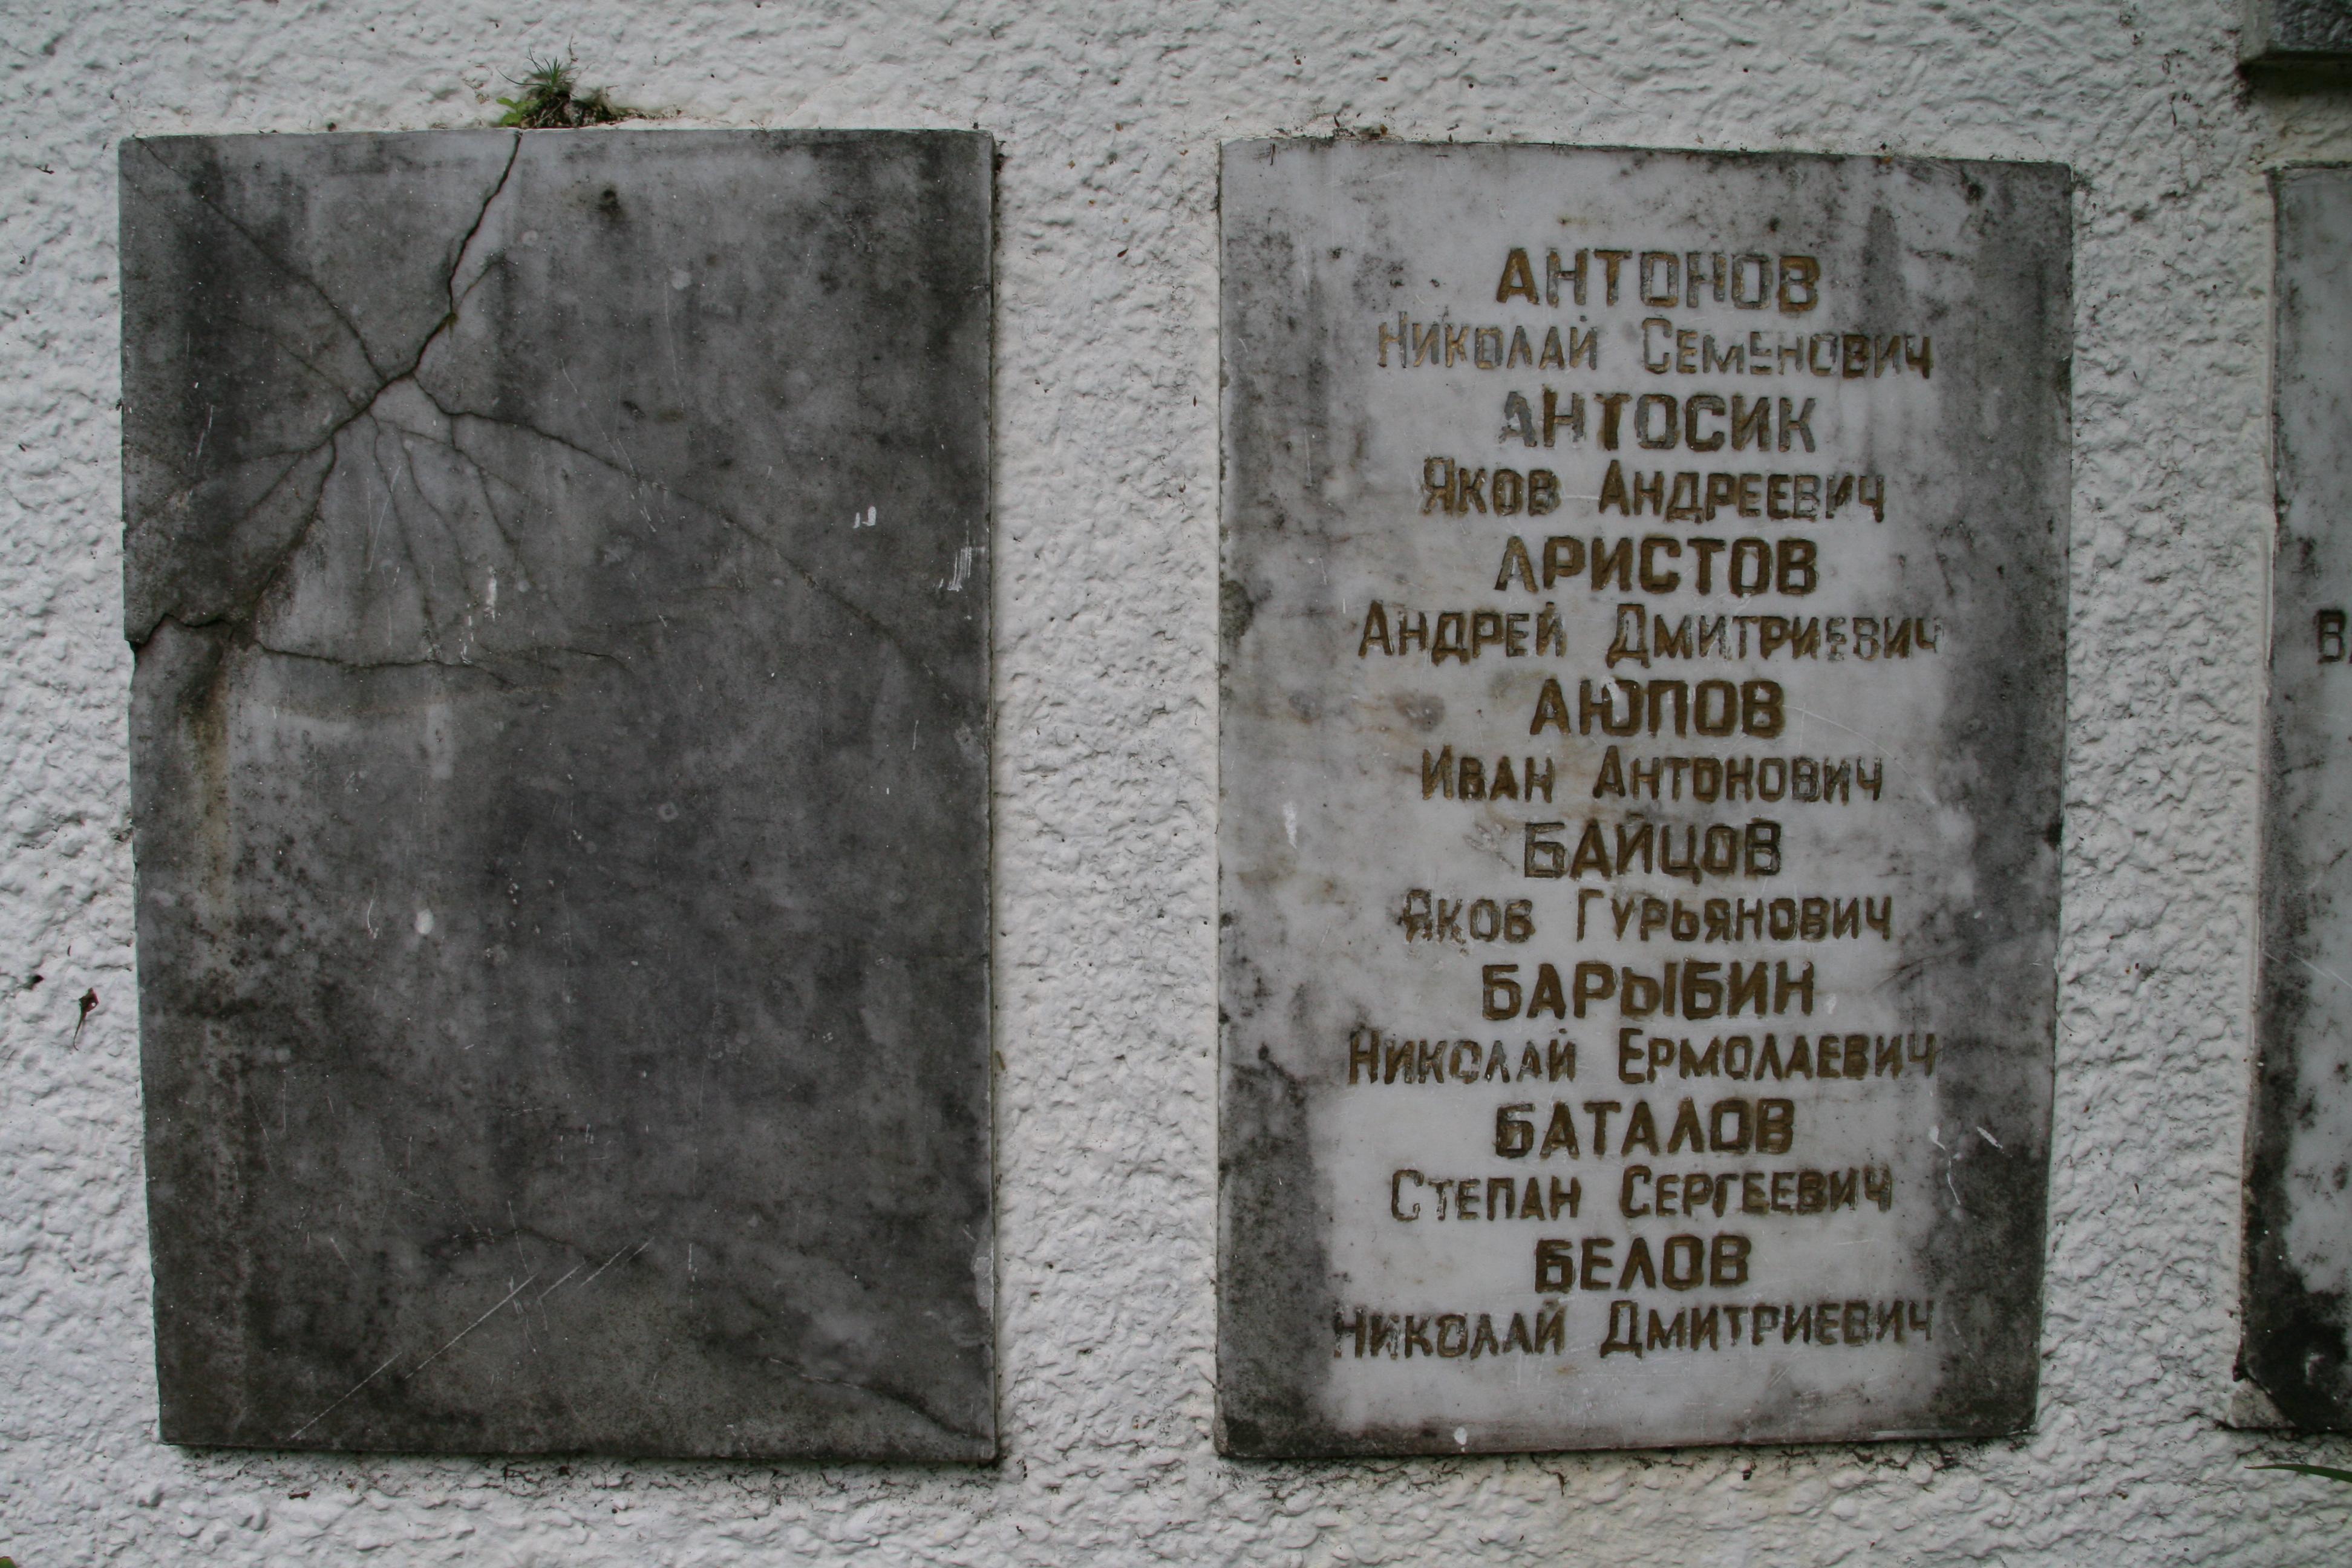 АНТОНОВ
Николай Семенович
АНТОСИК
Яков Андреевич
АРИСТОВ
Андрей Дмитриевич
АЮПОВ
Иван Антонович
БАЙЦОВ
Яков Гурьянович
БАРЫБИН
Николай Ермолаевич
БАТАЛОВ
Степан Сергеевич
БЕЛОВ
Николай Дмитриевич